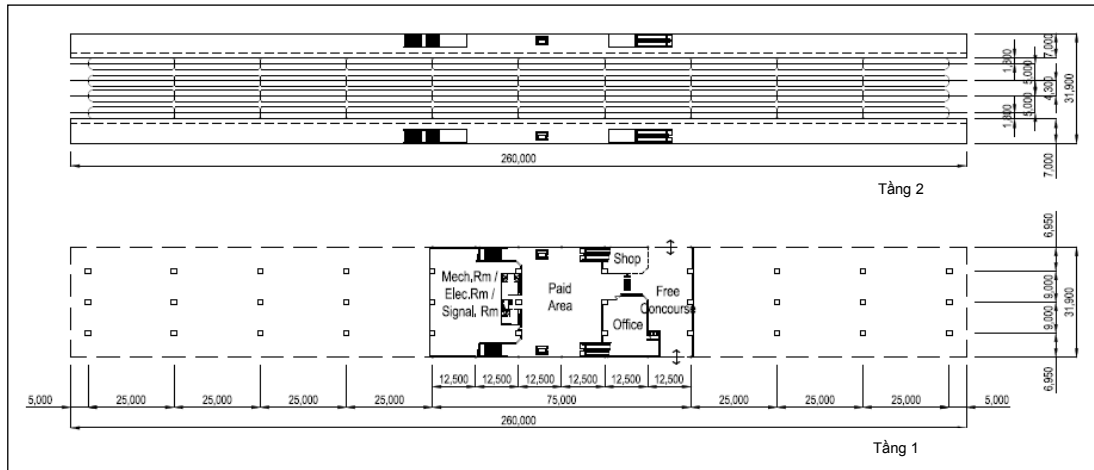 7,000
1,800
5,000
4,300
31,900
5,000
1,800
7,000
260,000
Tầng 2
6,950
Shop
Mech.Rm /
Elec.Rm /
Signal. Rm
Paid
Area
Free
Concourse
Office
9,000
9,000
31,900
6,950
12,500 12,500 12,500 12,500 12,500 12,500
5,000 25,000 25,000 25,000 25,000 75,000 25,000 25,000 25,000 5,000
260,000
Tầng 1